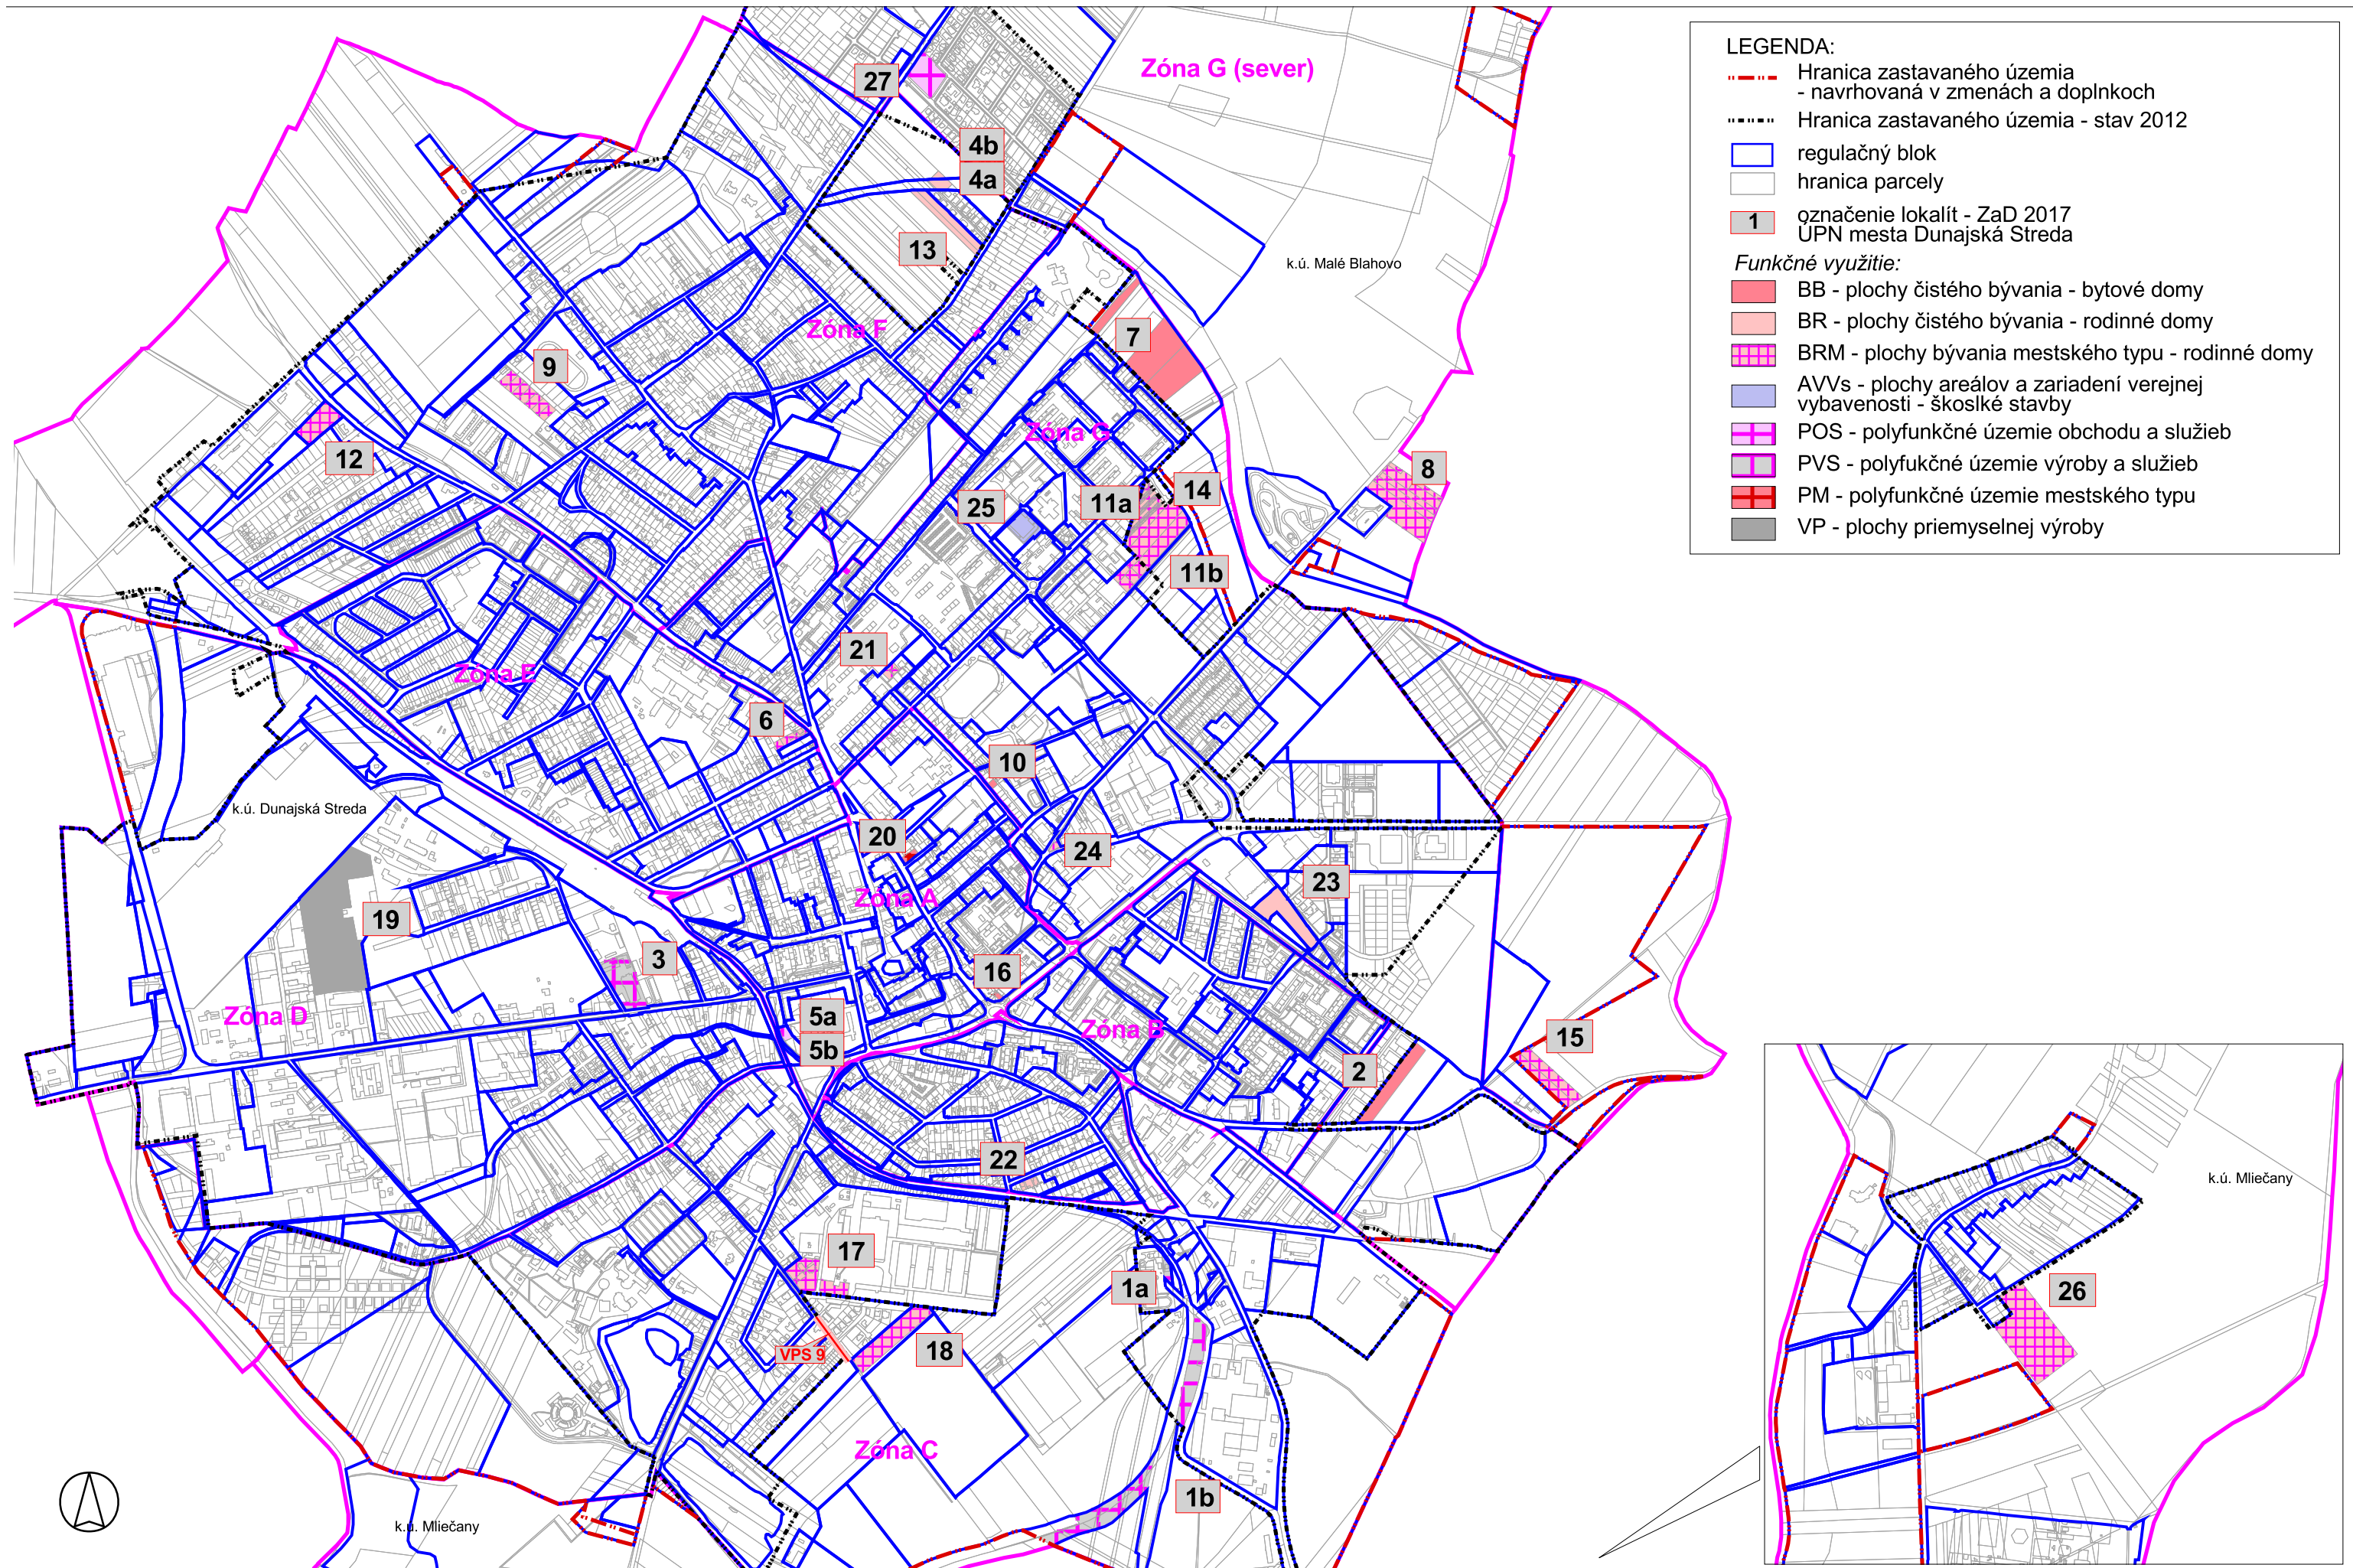 LEGENDA:
Hranica zastavaného územia
- navrhovaná v zmenách a doplnkoch
Hranica zastavaného územia - stav 2012
regulačný blok
hranica parcely
1
označenie lokalít - ZaD 2017
ÚPN mesta Dunajská Streda
Funkčné využitie:
BB - plochy čistého bývania - bytové domy
BR - plochy čistého bývania - rodinné domy
BRM - plochy bývania mestského typu - rodinné domy
AVVs - plochy areálov a zariadení verejnej
vybavenosti - škoslké stavby
POS - polyfunkčné územie obchodu a služieb
PVS - polyfukčné územie výroby a služieb
PM - polyfunkčné územie mestského typu
VP - plochy priemyselnej výroby
Zóna G (sever)
27
4b
4a
13
k.ú. Malé Blahovo
Zóna F
7
9
Zóna G
12
8
25
11a
14
11b
21
Zóna E
6
10
k.ú. Dunajská Streda
20
24
23
Zóna A
19
3
16
5a
Zóna D
Zóna B
15
5b
2
22
k.ú. Mliečany
17
1a
26
VPS 9
18
Zóna C
1b
k.ú. Mliečany